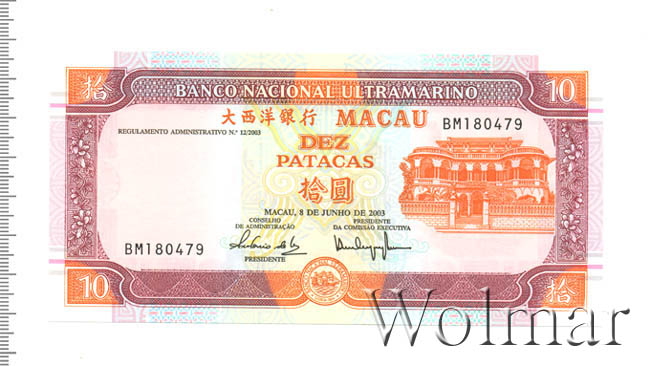 拾 BANCO NACIONAL ULTRAMARINO 10
大西洋銀行 MACAU BM180479
REGULAMENTO ADMINISTRATIVO N.º 12/2003
DEZ
PATACAS
拾圓
MACAU, 8 DE JUNHO DE 2003
CONSELHO DE ADMINISTRAÇÃO
PRESIDENTE DA COMISSÃO EXECUTIVA
BM180479
PRESIDENTE
10 拾
Wolmar